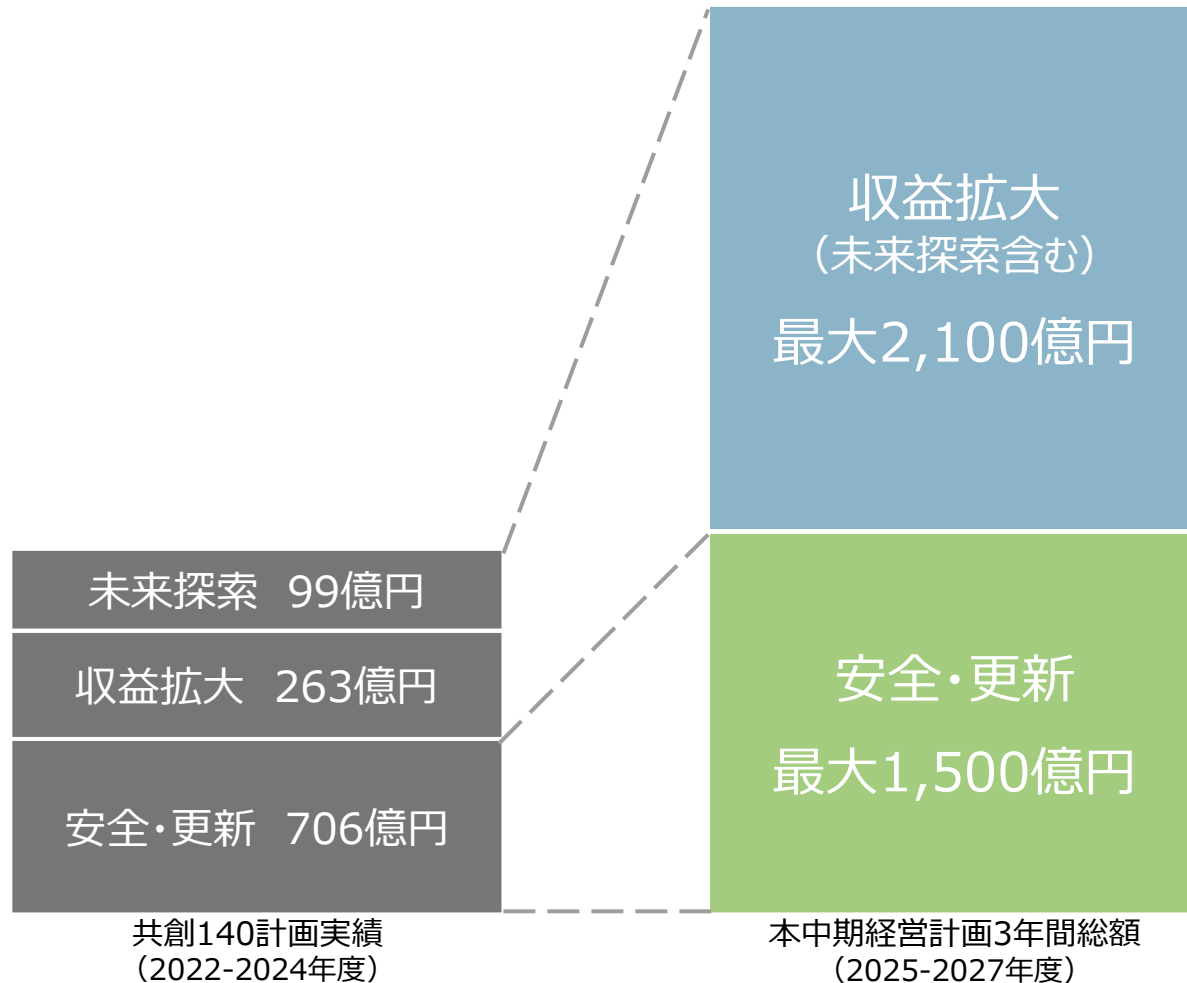 未来探索 99億円
収益拡大 263億円
安全・更新 706億円
共創140計画実績
（2022-2024年度）
収益拡大
（未来探索含む）
最大2,100億円
安全・更新
最大1,500億円
本中期経営計画3年間総額
（2025-2027年度）